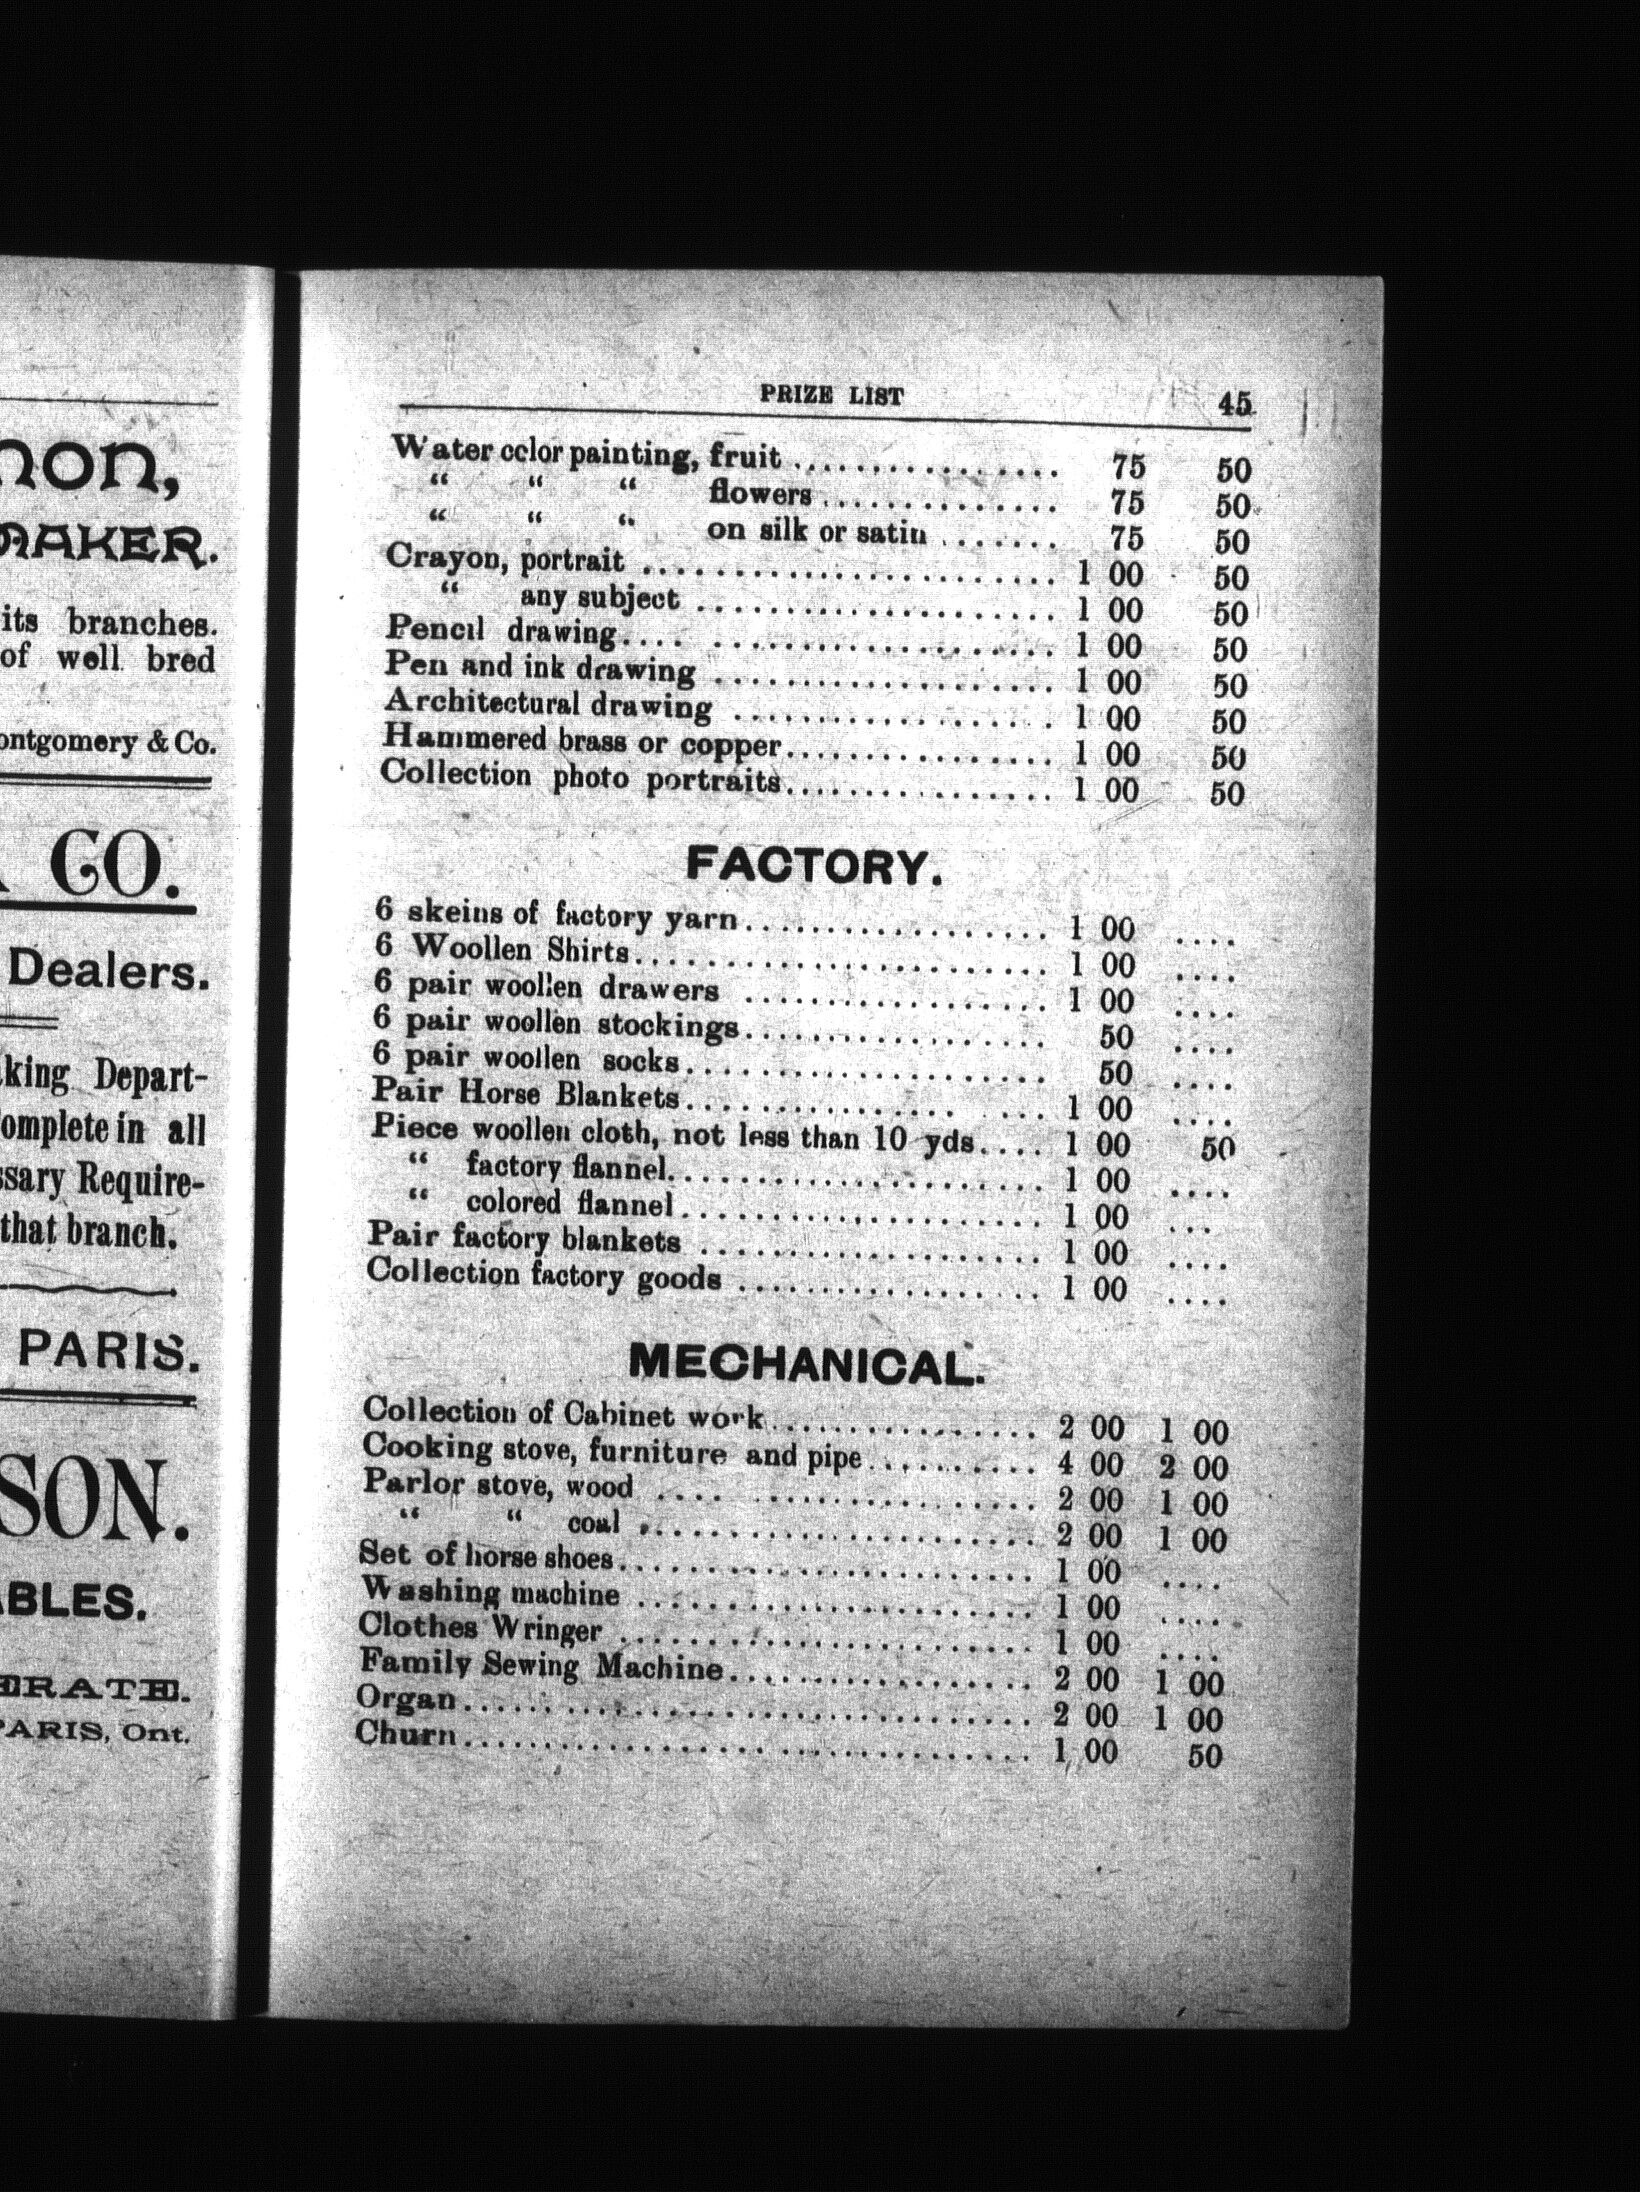 MAKER.
its branches.
of well bred
Montgomery & Co.
CO.
Dealers.
king Depart-
omplete in all
ssary Require-
that branch.
PARIS.
SON.
ABLES.
ERATE.
PARIS, Ont.
PRIZE LIST 45
Water color painting, fruit ................ 75 50
“ “ “ flowers .............. 75 50
“ “ “ on silk or satin ....... 75 50
Crayon, portrait ........................ 1 00 50
“ any subject .................... 1 00 50
Pencil drawing.... ................... 1 00 50
Pen and ink drawing ................... 1 00 50
Architectural drawing .................. 1 00 50
Hammered brass or copper............... 1 00 50
Collection photo portraits............... 1 00 50
FACTORY.
6 skeins of factory yarn................. 1 00 ....
6 Woollen Shirts....................... 1 00 ....
6 pair woollen drawers ................. 1 00 ....
6 pair woollen stockings................. 50 ....
6 pair woollen socks.................... 50 ....
Pair Horse Blankets............... .... 1 00 ....
Piece woollen cloth, not less than 10 yds.... 1 00 50
“ factory flannel..................... 1 00 ....
“ colored flannel.................... 1 00 ...
Pair factory blankets ................... 1 00 ....
Collection factory goods ................. 1 00 ....
MECHANICAL.
Collection of Cabinet work............... 2 00 1 00
Cooking stove, furniture and pipe.......... 4 00 2 00
Parlor stove, wood .... ................ 2 00 1 00
“ “ coal ...................... 2 00 1 00
Set of horse shoes....................... 1 00 ....
Washing machine ...................... 1 00 ....
Clothes Wringer ....................... 1 00 ....
Family Sewing Machine................. 2 00 1 00
Organ................................ 2 00 1 00
Churn................................ 1 00 50